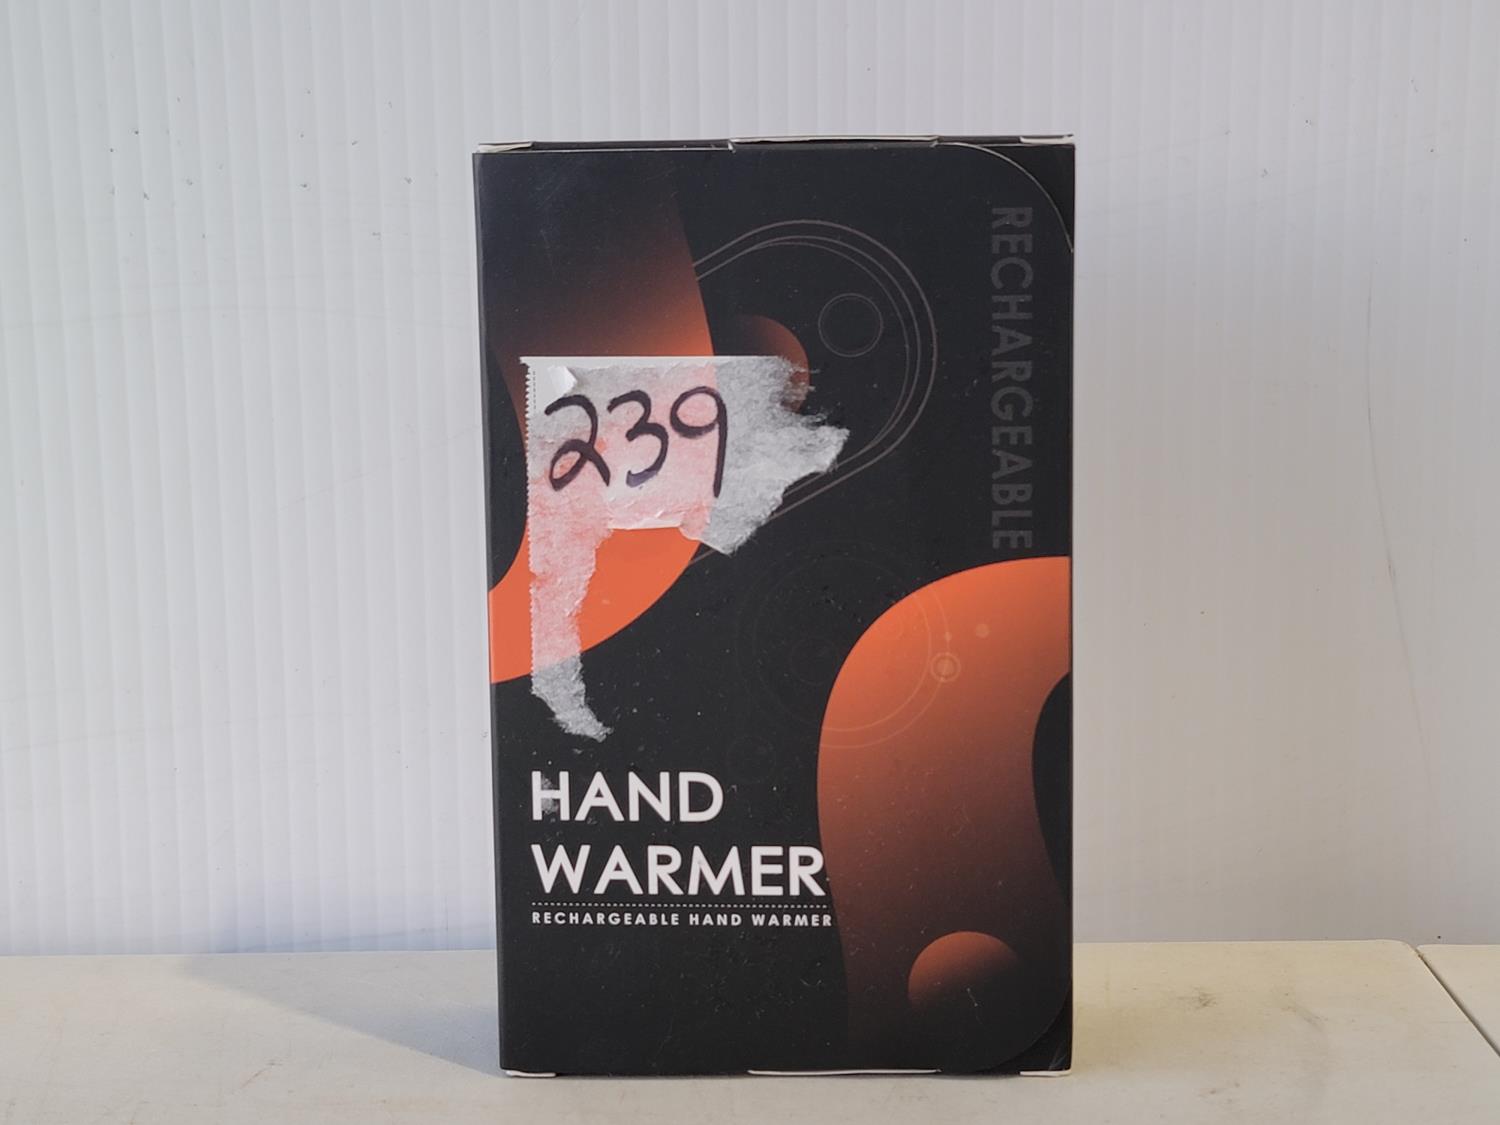 RECHARGEABLE
239
HAND
WARMER
RECHARGEABLE HAND WARMER